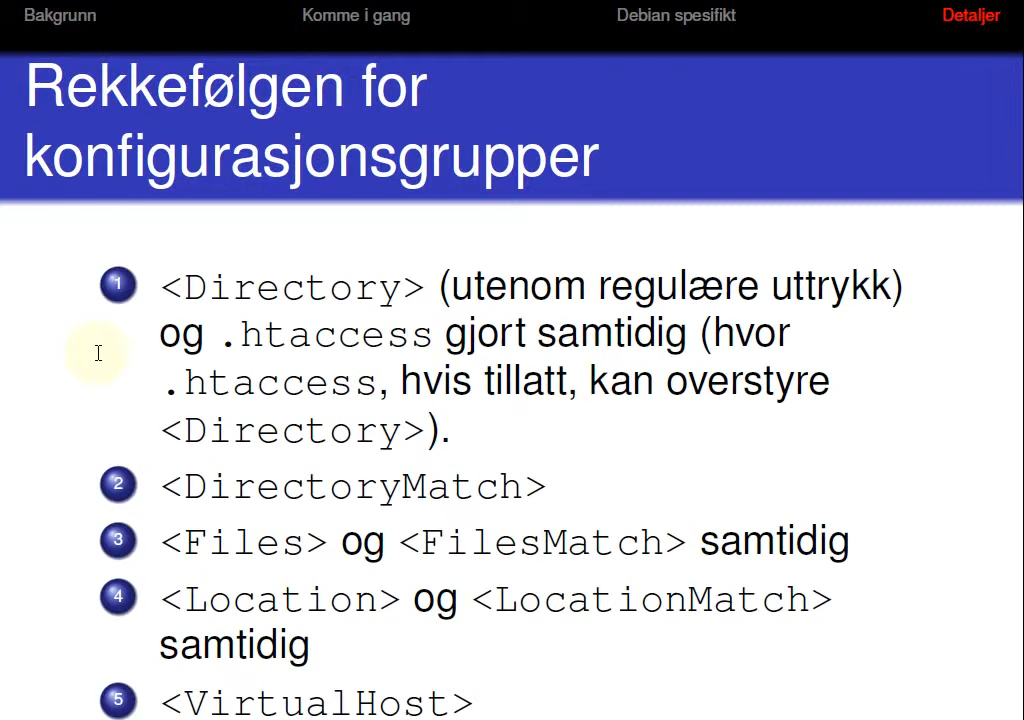 Bakgrunn Komme i gang Debian spesifikt Detaljer
Rekkefølgen for
konfigurasjonsgrupper
1 <Directory> (utenom regulære uttrykk)
og .htaccess gjort samtidig (hvor
.htaccess, hvis tillatt, kan overstyre
<Directory>).
2 <DirectoryMatch>
3 <Files> og <FilesMatch> samtidig
4 <Location> og <LocationMatch>
samtidig
5 <VirtualHost>